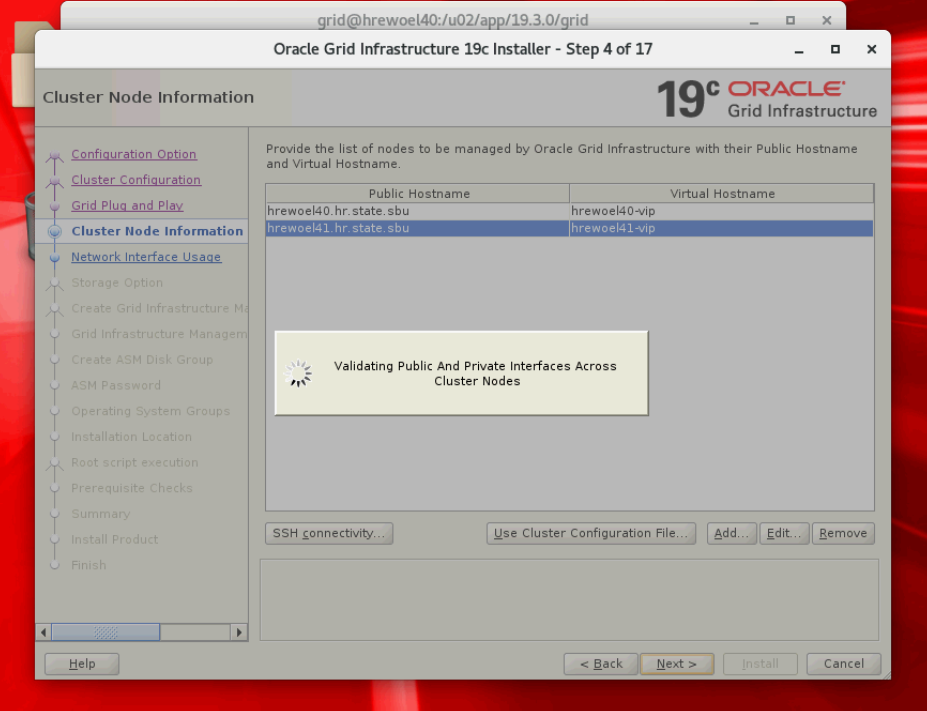 grid@hrewoel40:/u02/app/19.3.0/grid
Oracle Grid Infrastructure 19c Installer - Step 4 of 17
Cluster Node Information
19c ORACLE
Grid Infrastructure
Configuration Option
Cluster Configuration
Grid Plug and Play
Cluster Node Information
Network Interface Usage
Storage Option
Create Grid Infrastructure Ma
Grid Infrastructure Managem
Create ASM Disk Group
ASM Password
Operating System Groups
Installation Location
Root script execution
Prerequisite Checks
Summary
Install Product
Finish
Provide the list of nodes to be managed by Oracle Grid Infrastructure with their Public Hostname
and Virtual Hostname.
Public Hostname Virtual Hostname
hrewoel40.hr.state.sbu hrewoel40-vip
hrewoel41.hr.state.sbu hrewoel41-vip
Validating Public And Private Interfaces Across
Cluster Nodes
SSH connectivity... Use Cluster Configuration File... Add... Edit... Remove
Help < Back Next > Install Cancel